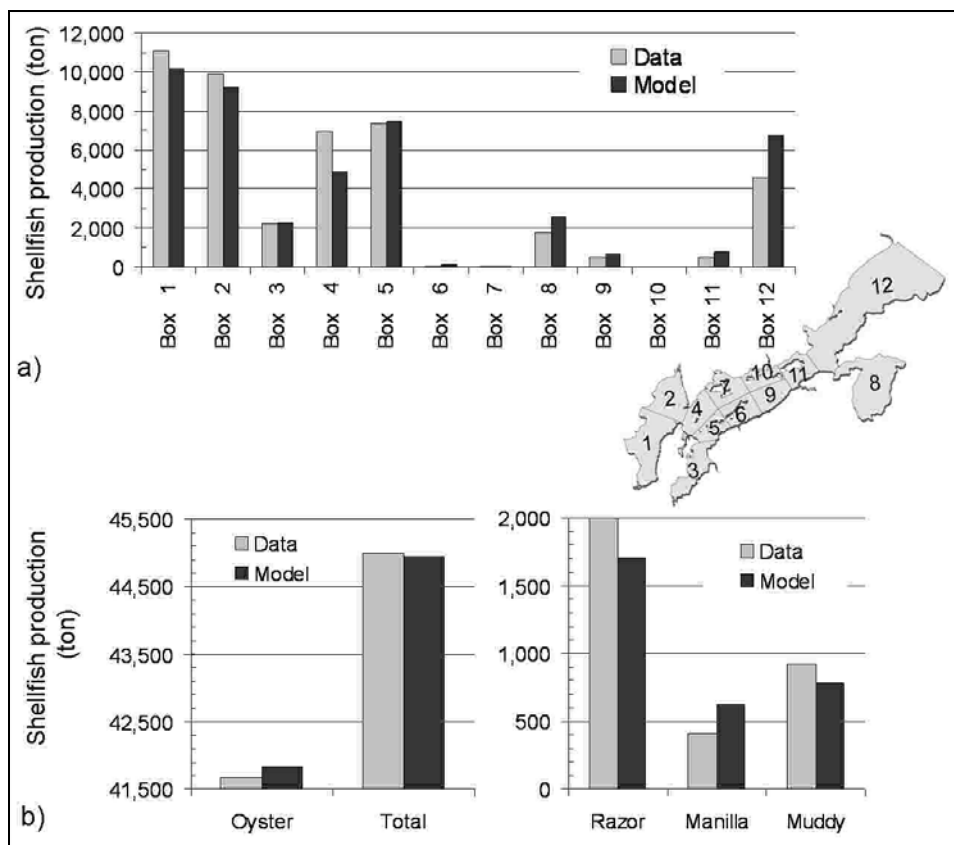 Shellfish production (ton)
12,000
10,000
8,000
6,000
4,000
2,000
0
Data
Model
Box 1
Box 2
Box 3
Box 4
Box 5
Box 6
Box 7
Box 8
Box 9
Box 10
Box 11
Box 12
a)
12
10
11
8
2
7
9
4
6
5
1
3
Shellfish production
(ton)
45,500
44,500
43,500
42,500
41,500
Data
Model
Oyster
Total
2,000
1,500
1,000
500
0
Data
Model
Razor
Manilla
Muddy
b)